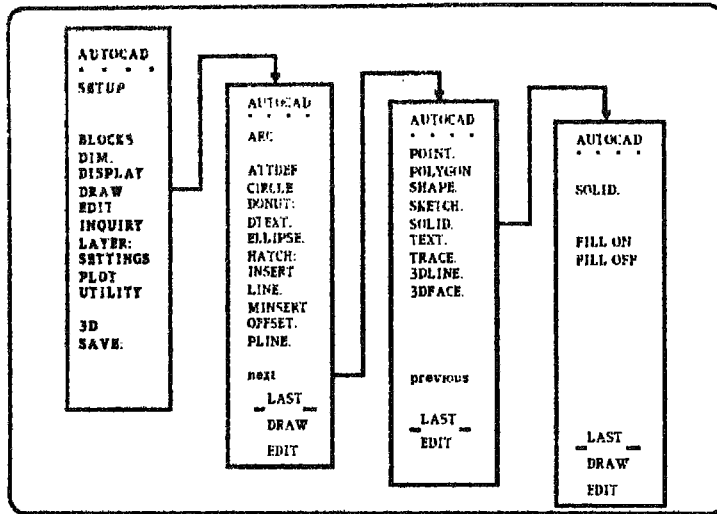 AUTOCAD
* * * *
SETUP
BLOCKS
DIM.
DISPLAY
DRAW
EDIT
INQUIRY
LAYER:
SETTINGS
PLOT
UTILITY
3D
SAVE:
AUTOCAD
* * * *
ARC
ATTDEF
CIRCLE
DONUT:
DTEXT.
ELLIPSE.
HATCH:
INSERT
LINE.
MINSERT
OFFSET.
PLINE.
next
_ LAST _
DRAW
EDIT
AUTOCAD
* * * *
POINT.
POLYGON
SHAPE.
SKETCH.
SOLID.
TEXT.
TRACE.
3DLINE.
3DFACE.
previous
_ LAST _
EDIT
AUTOCAD
* * * *
SOLID.
FILL ON
FILL OFF
_ LAST _
DRAW
EDIT